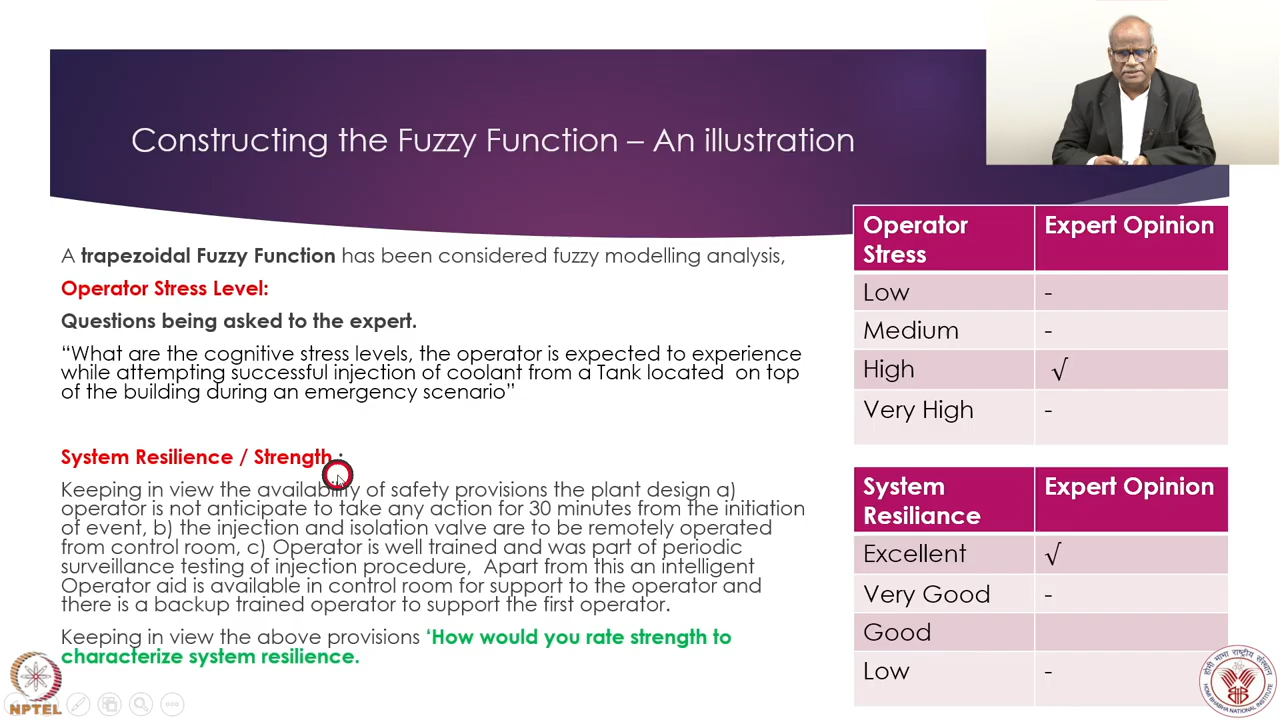 Constructing the Fuzzy Function – An illustration
A trapezoidal Fuzzy Function has been considered fuzzy modelling analysis,
Operator Stress Level:
Questions being asked to the expert.
“What are the cognitive stress levels, the operator is expected to experience
while attempting successful injection of coolant from a Tank located on top
of the building during an emergency scenario”
System Resilience / Strength :
Keeping in view the availability of safety provisions the plant design a)
operator is not anticipate to take any action for 30 minutes from the initiation
of event, b) the injection and isolation valve are to be remotely operated
from control room, c) Operator is well trained and was part of periodic
surveillance testing of injection procedure, Apart from this an intelligent
Operator aid is available in control room for support to the operator and
there is a backup trained operator to support the first operator.
Keeping in view the above provisions ‘How would you rate strength to
characterize system resilience.
Operator Stress Expert Opinion
Low -
Medium -
High √
Very High -
System Resiliance Expert Opinion
Excellent √
Very Good -
Good
Low -
NPTEL
होमी भाभा राष्ट्रीय संस्थान
HOMI BHABHA NATIONAL INSTITUTE